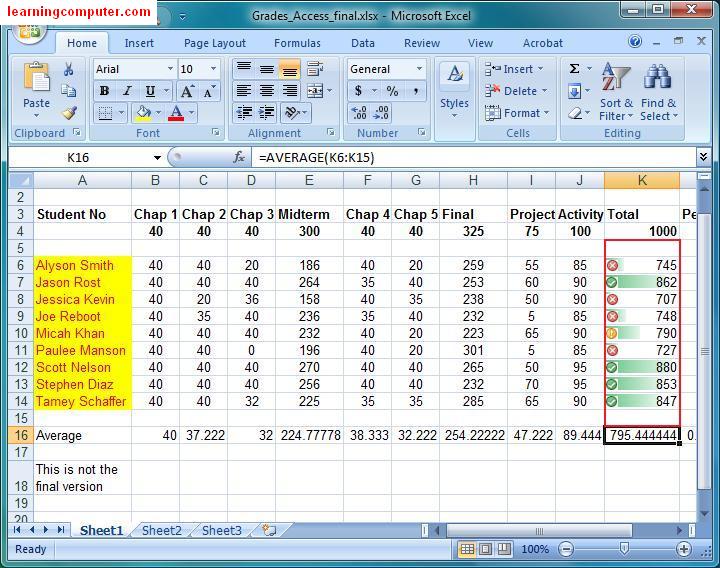 learningcomputer.com
Grades_Access_final.xlsx - Microsoft Excel
Home Insert Page Layout Formulas Data Review View Acrobat
Paste
Arial 10
B I U A A
A
General
$ % ,
Styles
Insert
Delete
Format
Σ
Sort & Filter
Find & Select
Clipboard Font Alignment Number Cells Editing
K16 fx =AVERAGE(K6:K15)
A B C D E F G H I J K
2
3 Student No Chap 1 Chap 2 Chap 3 Midterm Chap 4 Chap 5 Final Project Activity Total Pe
4 40 40 40 300 40 40 325 75 100 1000
5
6 Alyson Smith 40 40 20 186 40 20 259 55 85 745
7 Jason Rost 40 40 40 264 35 40 253 60 90 862
8 Jessica Kevin 40 20 36 158 40 35 238 50 90 707
9 Joe Reboot 40 35 40 236 35 40 232 5 85 748
10 Micah Khan 40 40 40 232 40 20 223 65 90 790
11 Paulee Manson 40 40 0 196 40 20 301 5 85 727
12 Scott Nelson 40 40 40 270 40 40 265 50 95 880
13 Stephen Diaz 40 40 40 256 40 40 232 70 95 853
14 Tamey Schaffer 40 40 32 225 35 35 285 65 90 847
15
16 Average 40 37.222 32 224.77778 38.333 32.222 254.22222 47.222 89.444 795.444444 0.
17
This is not the
18 final version
19
20
Sheet1 Sheet2 Sheet3
Ready 100%